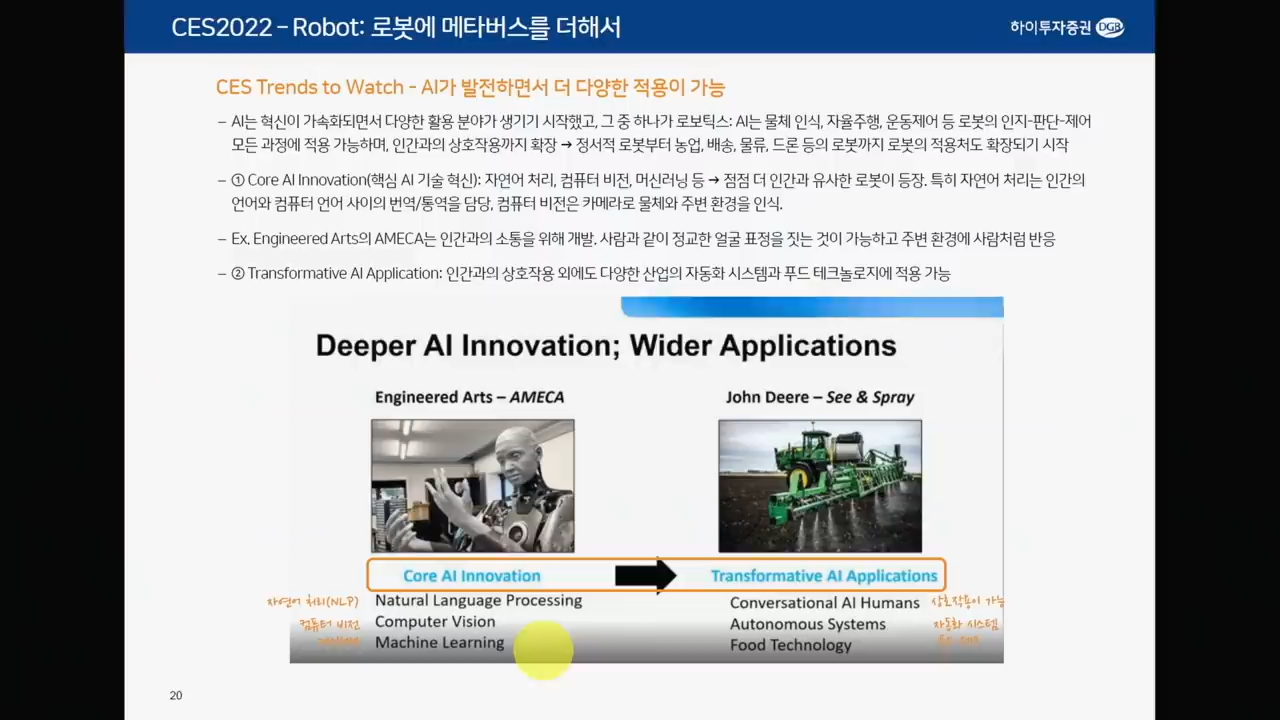 CES2022 – Robot: 로봇에 메타버스를 더해서
하이투자증권 DGB
CES Trends to Watch - AI가 발전하면서 더 다양한 적용이 가능
– AI는 혁신이 가속화되면서 다양한 활용 분야가 생기기 시작했고, 그 중 하나가 로보틱스: AI는 물체 인식, 자율주행, 운동제어 등 로봇의 인지-판단-제어
모든 과정에 적용 가능하며, 인간과의 상호작용까지 확장 → 정서적 로봇부터 농업, 배송, 물류, 드론 등의 로봇까지 로봇의 적용처도 확장되기 시작
– ① Core AI Innovation(핵심 AI 기술 혁신): 자연어 처리, 컴퓨터 비전, 머신러닝 등 → 점점 더 인간과 유사한 로봇이 등장. 특히 자연어 처리는 인간의
언어와 컴퓨터 언어 사이의 번역/통역을 담당, 컴퓨터 비전은 카메라로 물체와 주변 환경을 인식.
– Ex. Engineered Arts의 AMECA는 인간과의 소통을 위해 개발. 사람과 같이 정교한 얼굴 표정을 짓는 것이 가능하고 주변 환경에 사람처럼 반응
– ② Transformative AI Application: 인간과의 상호작용 외에도 다양한 산업의 자동화 시스템과 푸드 테크놀로지에 적용 가능
Deeper AI Innovation; Wider Applications
Engineered Arts – AMECA
John Deere – See & Spray
Core AI Innovation
Transformative AI Applications
자연어 처리(NLP) Natural Language Processing
컴퓨터 비전 Computer Vision
Machine Learning
Conversational AI Humans 상호작용이 가능
Autonomous Systems 자동화 시스템
Food Technology
20